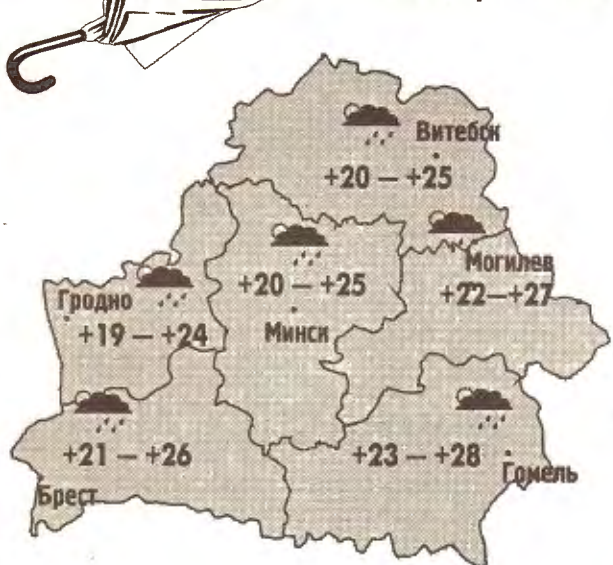 Витебск
+20 — +25
Могилев
+22—+27
+20 — +25
Минск
Гродно
+19 — +24
+21 — +26
Брест
+23 — +28
Гомель